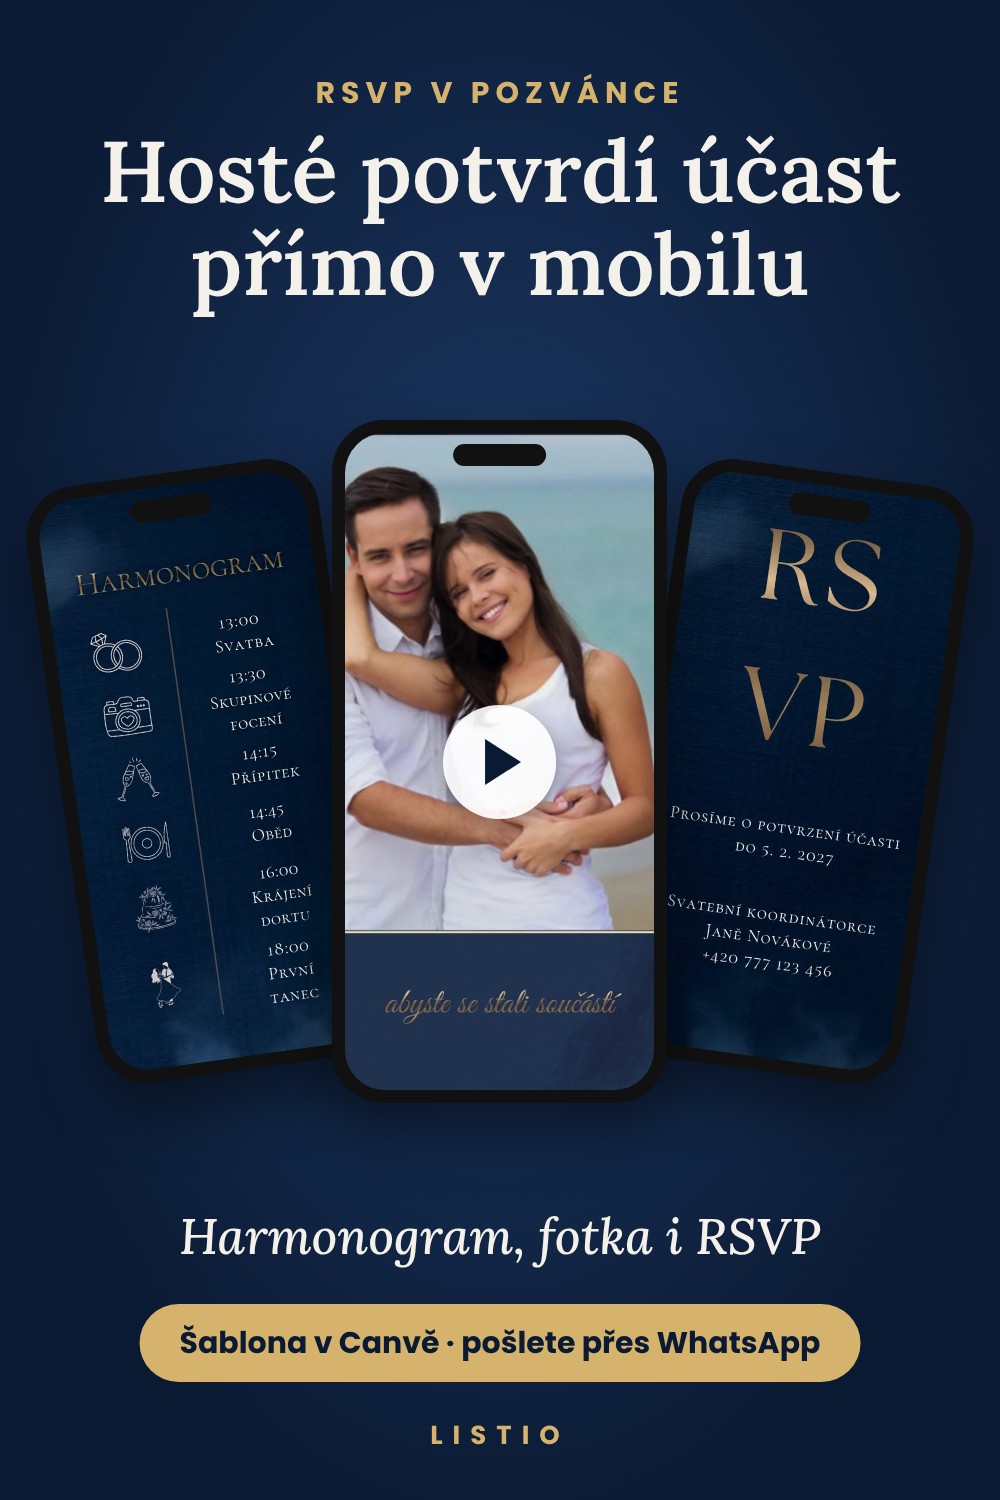 RSVP V POZVÁNCE
Hosté potvrdí účast
přímo v mobilu
HARMONOGRAM
13:00
SVATBA
13:30
SKUPINOVÉ
FOCENÍ
14:15
PŘÍPITEK
14:45
OBĚD
16:00
KRÁJENÍ
DORTU
18:00
PRVNÍ
TANEC
abyste se stali součástí
RS
VP
PROSÍME O POTVRZENÍ ÚČASTI
DO 5. 2. 2027
SVATEBNÍ KOORDINÁTORCE
JANĚ NOVÁKOVÉ
+420 777 123 456
Harmonogram, fotka i RSVP
Šablona v Canvě · pošlete přes WhatsApp
LISTIO